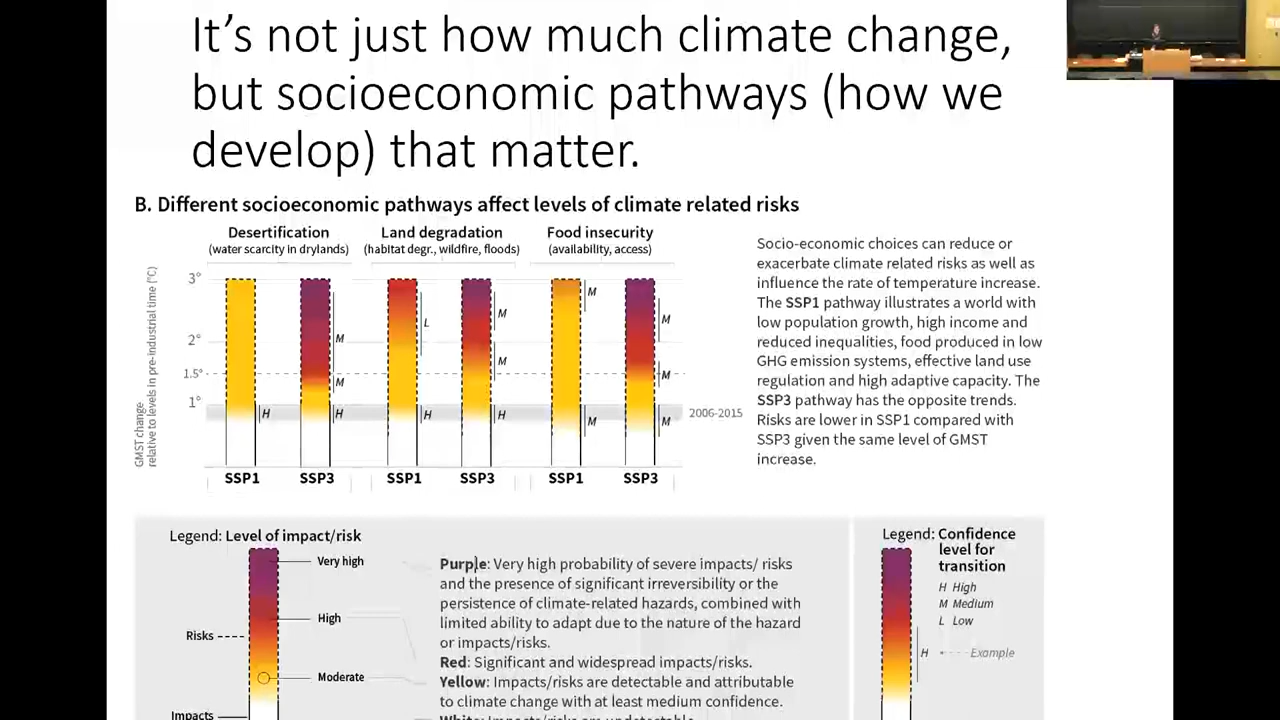 It’s not just how much climate change,
but socioeconomic pathways (how we
develop) that matter.
B. Different socioeconomic pathways affect levels of climate related risks
Desertification
(water scarcity in drylands)
Land degradation
(habitat degr., wildfire, floods)
Food insecurity
(availability, access)
GMST change
relative to levels in pre-industrial time (°C)
3°
2°
1.5°
1°
M
M
H
H
L
H
M
M
H
M
M
M
M
M
2006-2015
SSP1
SSP3
SSP1
SSP3
SSP1
SSP3
Socio-economic choices can reduce or
exacerbate climate related risks as well as
influence the rate of temperature increase.
The SSP1 pathway illustrates a world with
low population growth, high income and
reduced inequalities, food produced in low
GHG emission systems, effective land use
regulation and high adaptive capacity. The
SSP3 pathway has the opposite trends.
Risks are lower in SSP1 compared with
SSP3 given the same level of GMST
increase.
Legend: Level of impact/risk
Very high
High
Risks
Moderate
Impacts
Purple: Very high probability of severe impacts/ risks
and the presence of significant irreversibility or the
persistence of climate-related hazards, combined with
limited ability to adapt due to the nature of the hazard
or impacts/risks.
Red: Significant and widespread impacts/risks.
Yellow: Impacts/risks are detectable and attributable
to climate change with at least medium confidence.
White: Impacts/risks are undetectable.
Legend: Confidence
level for
transition
H High
M Medium
L Low
H
Example